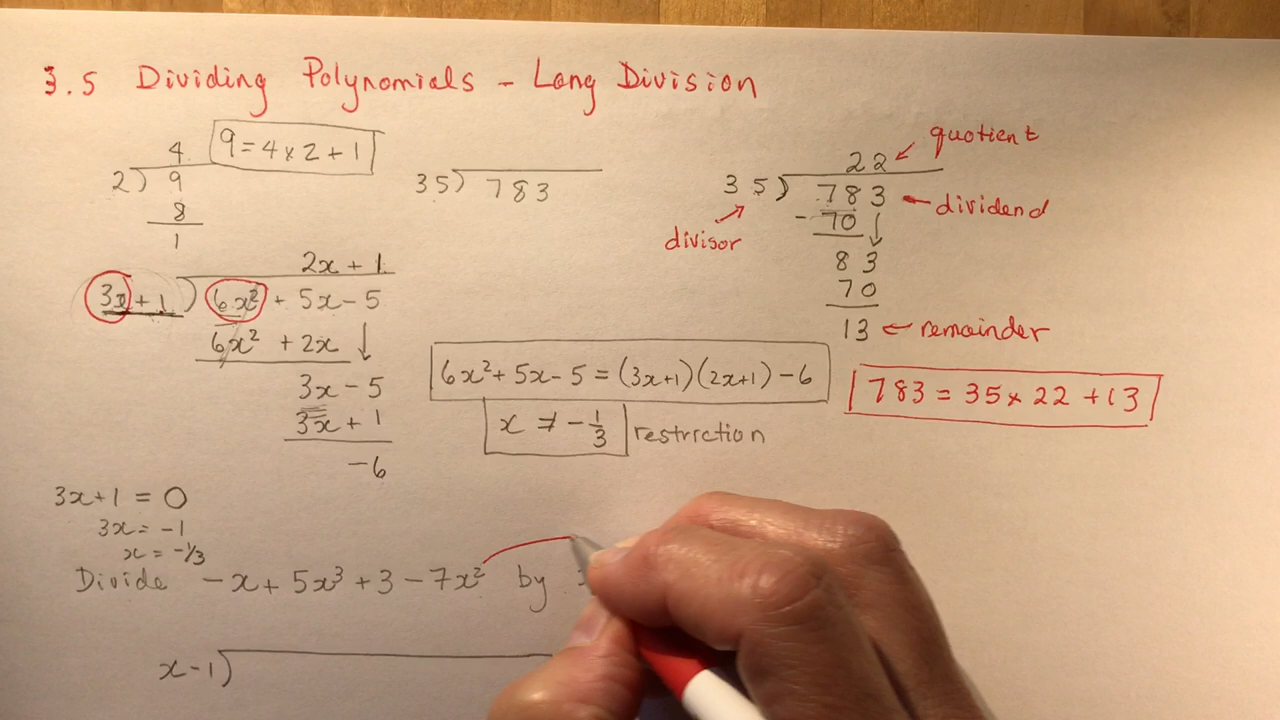 3.5 Dividing Polynomials - Long Division
4
9 = 4 x 2 + 1
2) 9
8
1
35) 783
quotient
22
35) 783
dividend
divisor
- 70
83
70
13 ← remainder
783 = 35 x 22 + 13
2x + 1
3x + 1) 6x² + 5x - 5
6x² + 2x
3x - 5
3x + 1
-6
6x² + 5x - 5 = (3x+1)(2x+1) - 6
x ≠ -1/3 restriction
3x+1 = 0
3x = -1
x = -1/3
Divide -x + 5x³ + 3 - 7x² by
x-1)